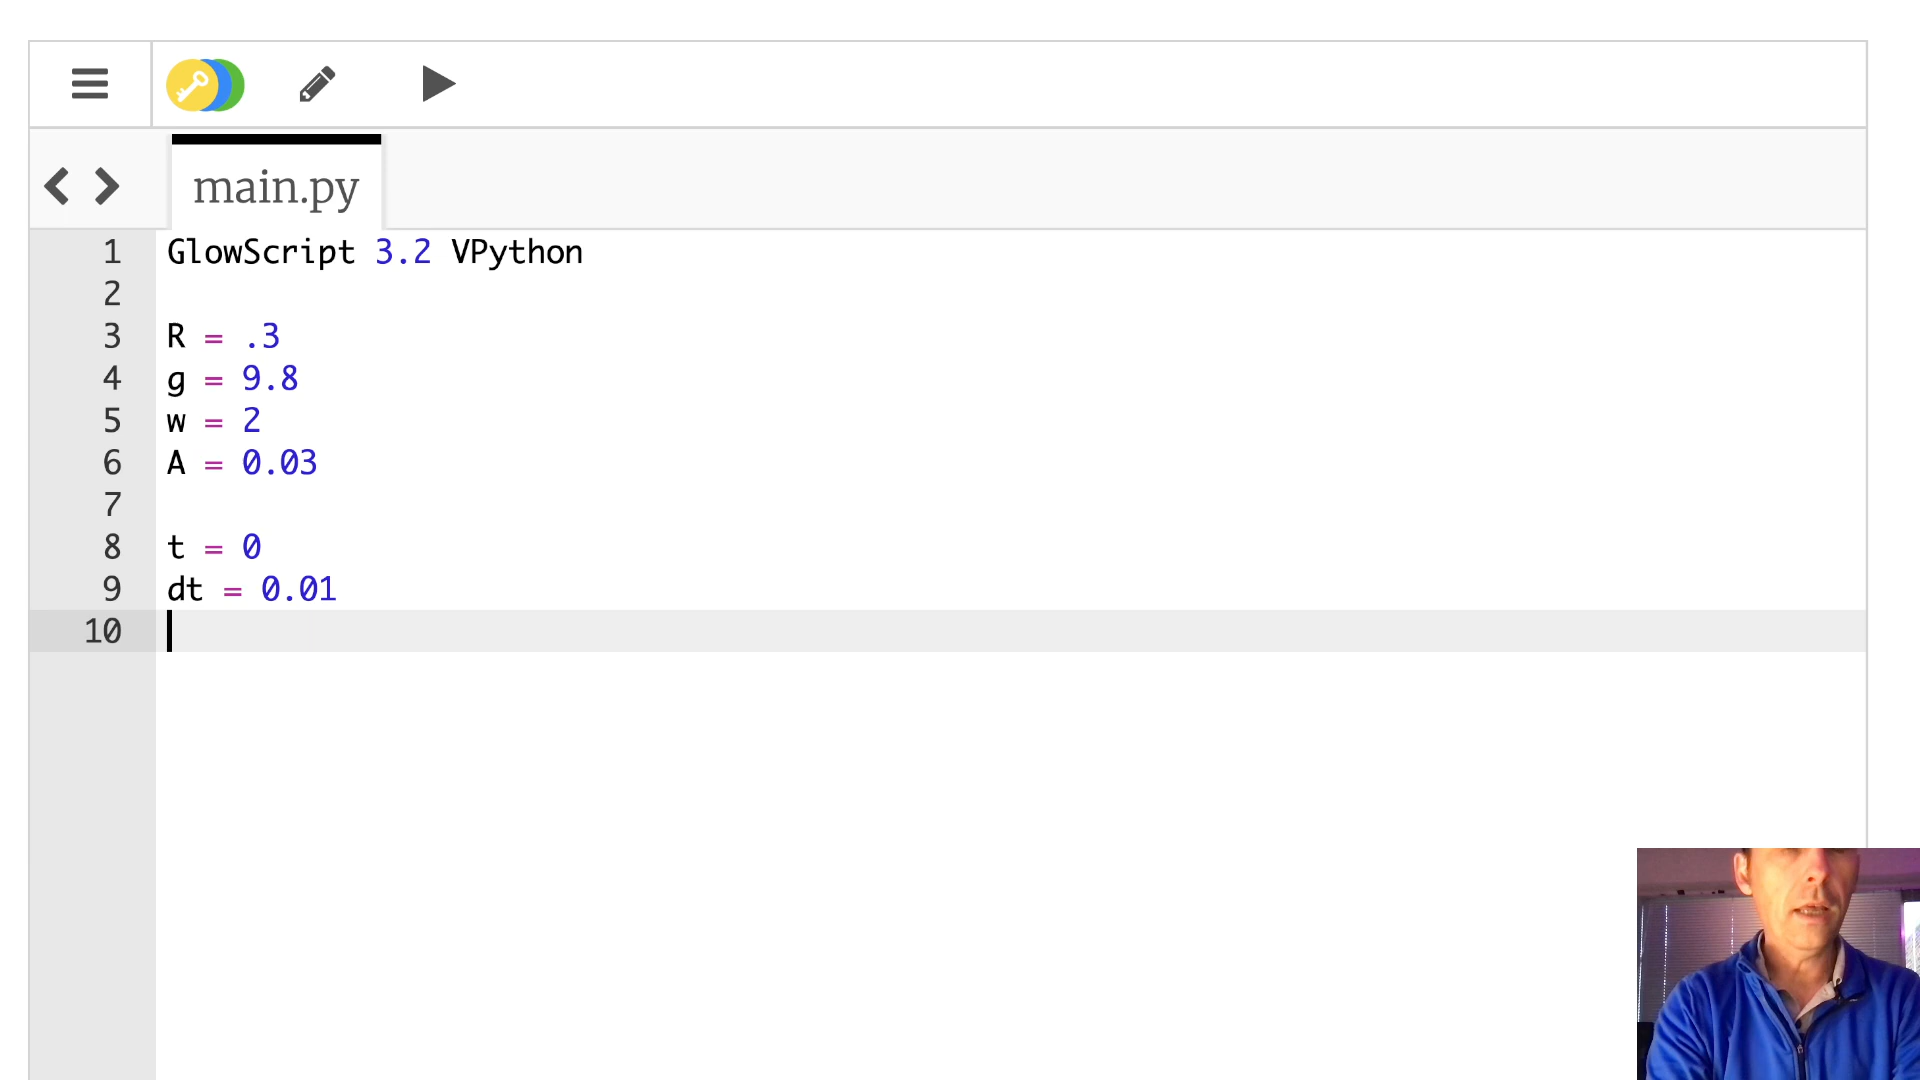 main.py
1 GlowScript 3.2 VPython
2
3 R = .3
4 g = 9.8
5 w = 2
6 A = 0.03
7
8 t = 0
9 dt = 0.01
10